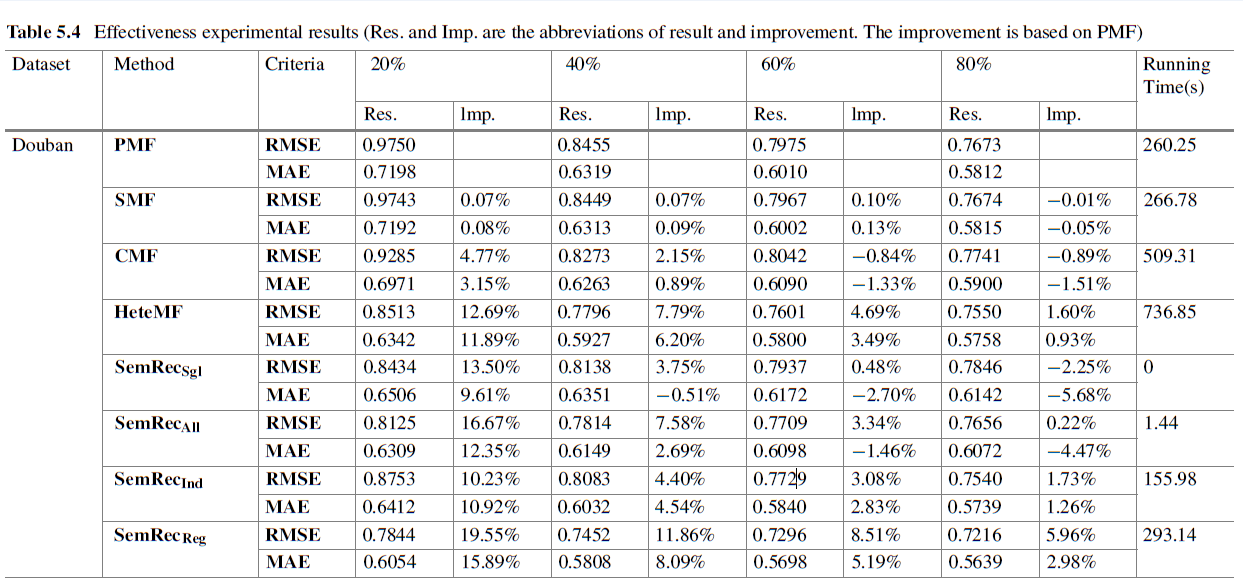 Table 5.4 Effectiveness experimental results (Res. and Imp. are the abbreviations of result and improvement. The improvement is based on PMF)
Dataset Method Criteria 20% 40% 60% 80% Running
Time(s)
Res. Imp. Res. Imp. Res. Imp. Res. Imp.
Douban PMF RMSE 0.9750 0.8455 0.7975 0.7673 260.25
MAE 0.7198 0.6319 0.6010 0.5812
SMF RMSE 0.9743 0.07% 0.8449 0.07% 0.7967 0.10% 0.7674 −0.01% 266.78
MAE 0.7192 0.08% 0.6313 0.09% 0.6002 0.13% 0.5815 −0.05%
CMF RMSE 0.9285 4.77% 0.8273 2.15% 0.8042 −0.84% 0.7741 −0.89% 509.31
MAE 0.6971 3.15% 0.6263 0.89% 0.6090 −1.33% 0.5900 −1.51%
HeteMF RMSE 0.8513 12.69% 0.7796 7.79% 0.7601 4.69% 0.7550 1.60% 736.85
MAE 0.6342 11.89% 0.5927 6.20% 0.5800 3.49% 0.5758 0.93%
SemRecSgl RMSE 0.8434 13.50% 0.8138 3.75% 0.7937 0.48% 0.7846 −2.25% 0
MAE 0.6506 9.61% 0.6351 −0.51% 0.6172 −2.70% 0.6142 −5.68%
SemRecAll RMSE 0.8125 16.67% 0.7814 7.58% 0.7709 3.34% 0.7656 0.22% 1.44
MAE 0.6309 12.35% 0.6149 2.69% 0.6098 −1.46% 0.6072 −4.47%
SemRecInd RMSE 0.8753 10.23% 0.8083 4.40% 0.7729 3.08% 0.7540 1.73% 155.98
MAE 0.6412 10.92% 0.6032 4.54% 0.5840 2.83% 0.5739 1.26%
SemRecReg RMSE 0.7844 19.55% 0.7452 11.86% 0.7296 8.51% 0.7216 5.96% 293.14
MAE 0.6054 15.89% 0.5808 8.09% 0.5698 5.19% 0.5639 2.98%